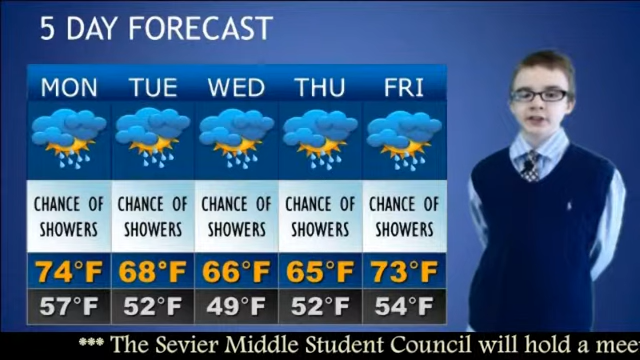 5 DAY FORECAST
MON TUE WED THU FRI
CHANCE OF SHOWERS CHANCE OF SHOWERS CHANCE OF SHOWERS CHANCE OF SHOWERS CHANCE OF SHOWERS
74°F 68°F 66°F 65°F 73°F
57°F 52°F 49°F 52°F 54°F
*** The Sevier Middle Student Council will hold a mee